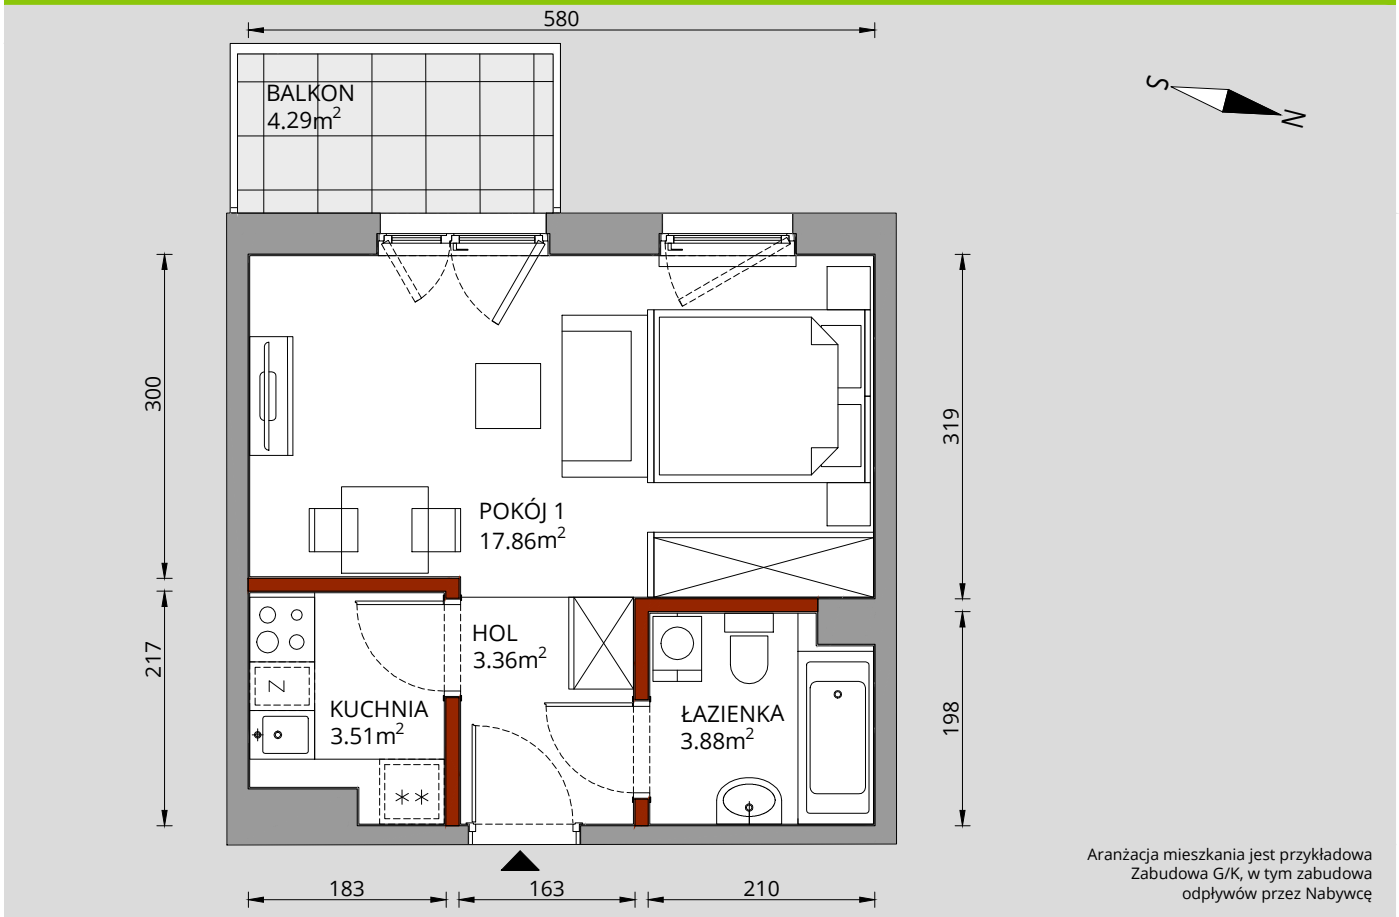 580
BALKON
4.29m²
S
N
300
319
POKÓJ 1
17.86m²
217
HOL
3.36m²
Z
KUCHNIA
3.51m²
ŁAZIENKA
3.88m²
198
**
183
163
210
Aranżacja mieszkania jest przykładowa
Zabudowa G/K, w tym zabudowa
odpływów przez Nabywcę